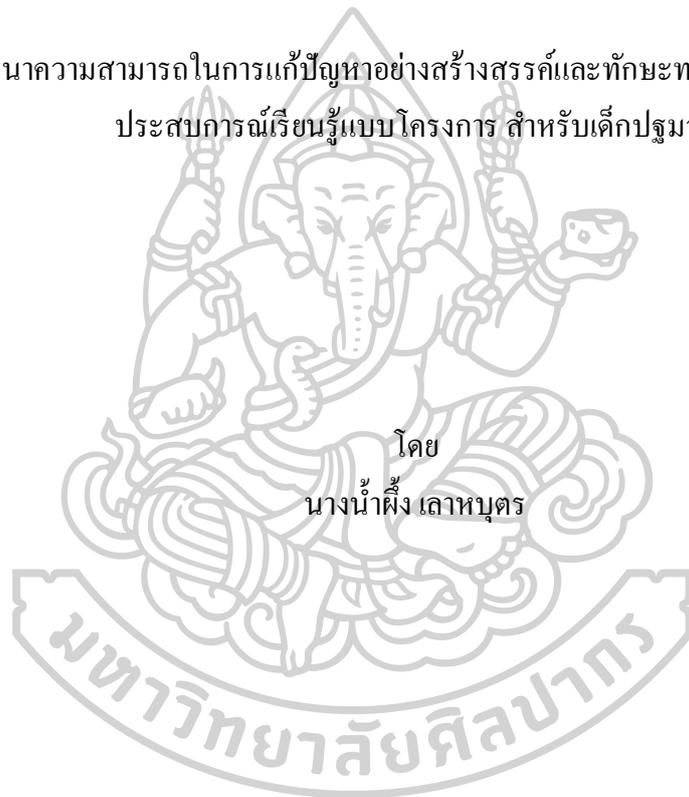 นาความสามารถในการแก้ปัญหาอย่างสร้างสรรค์และทักษะท
ประสบการณ์เรียนรู้แบบโครงการ สำหรับเด็กปฐมว
โดย
นางน้ำผึ้ง เลาหบุตร
มหาวิทยาลัยศิลปากร